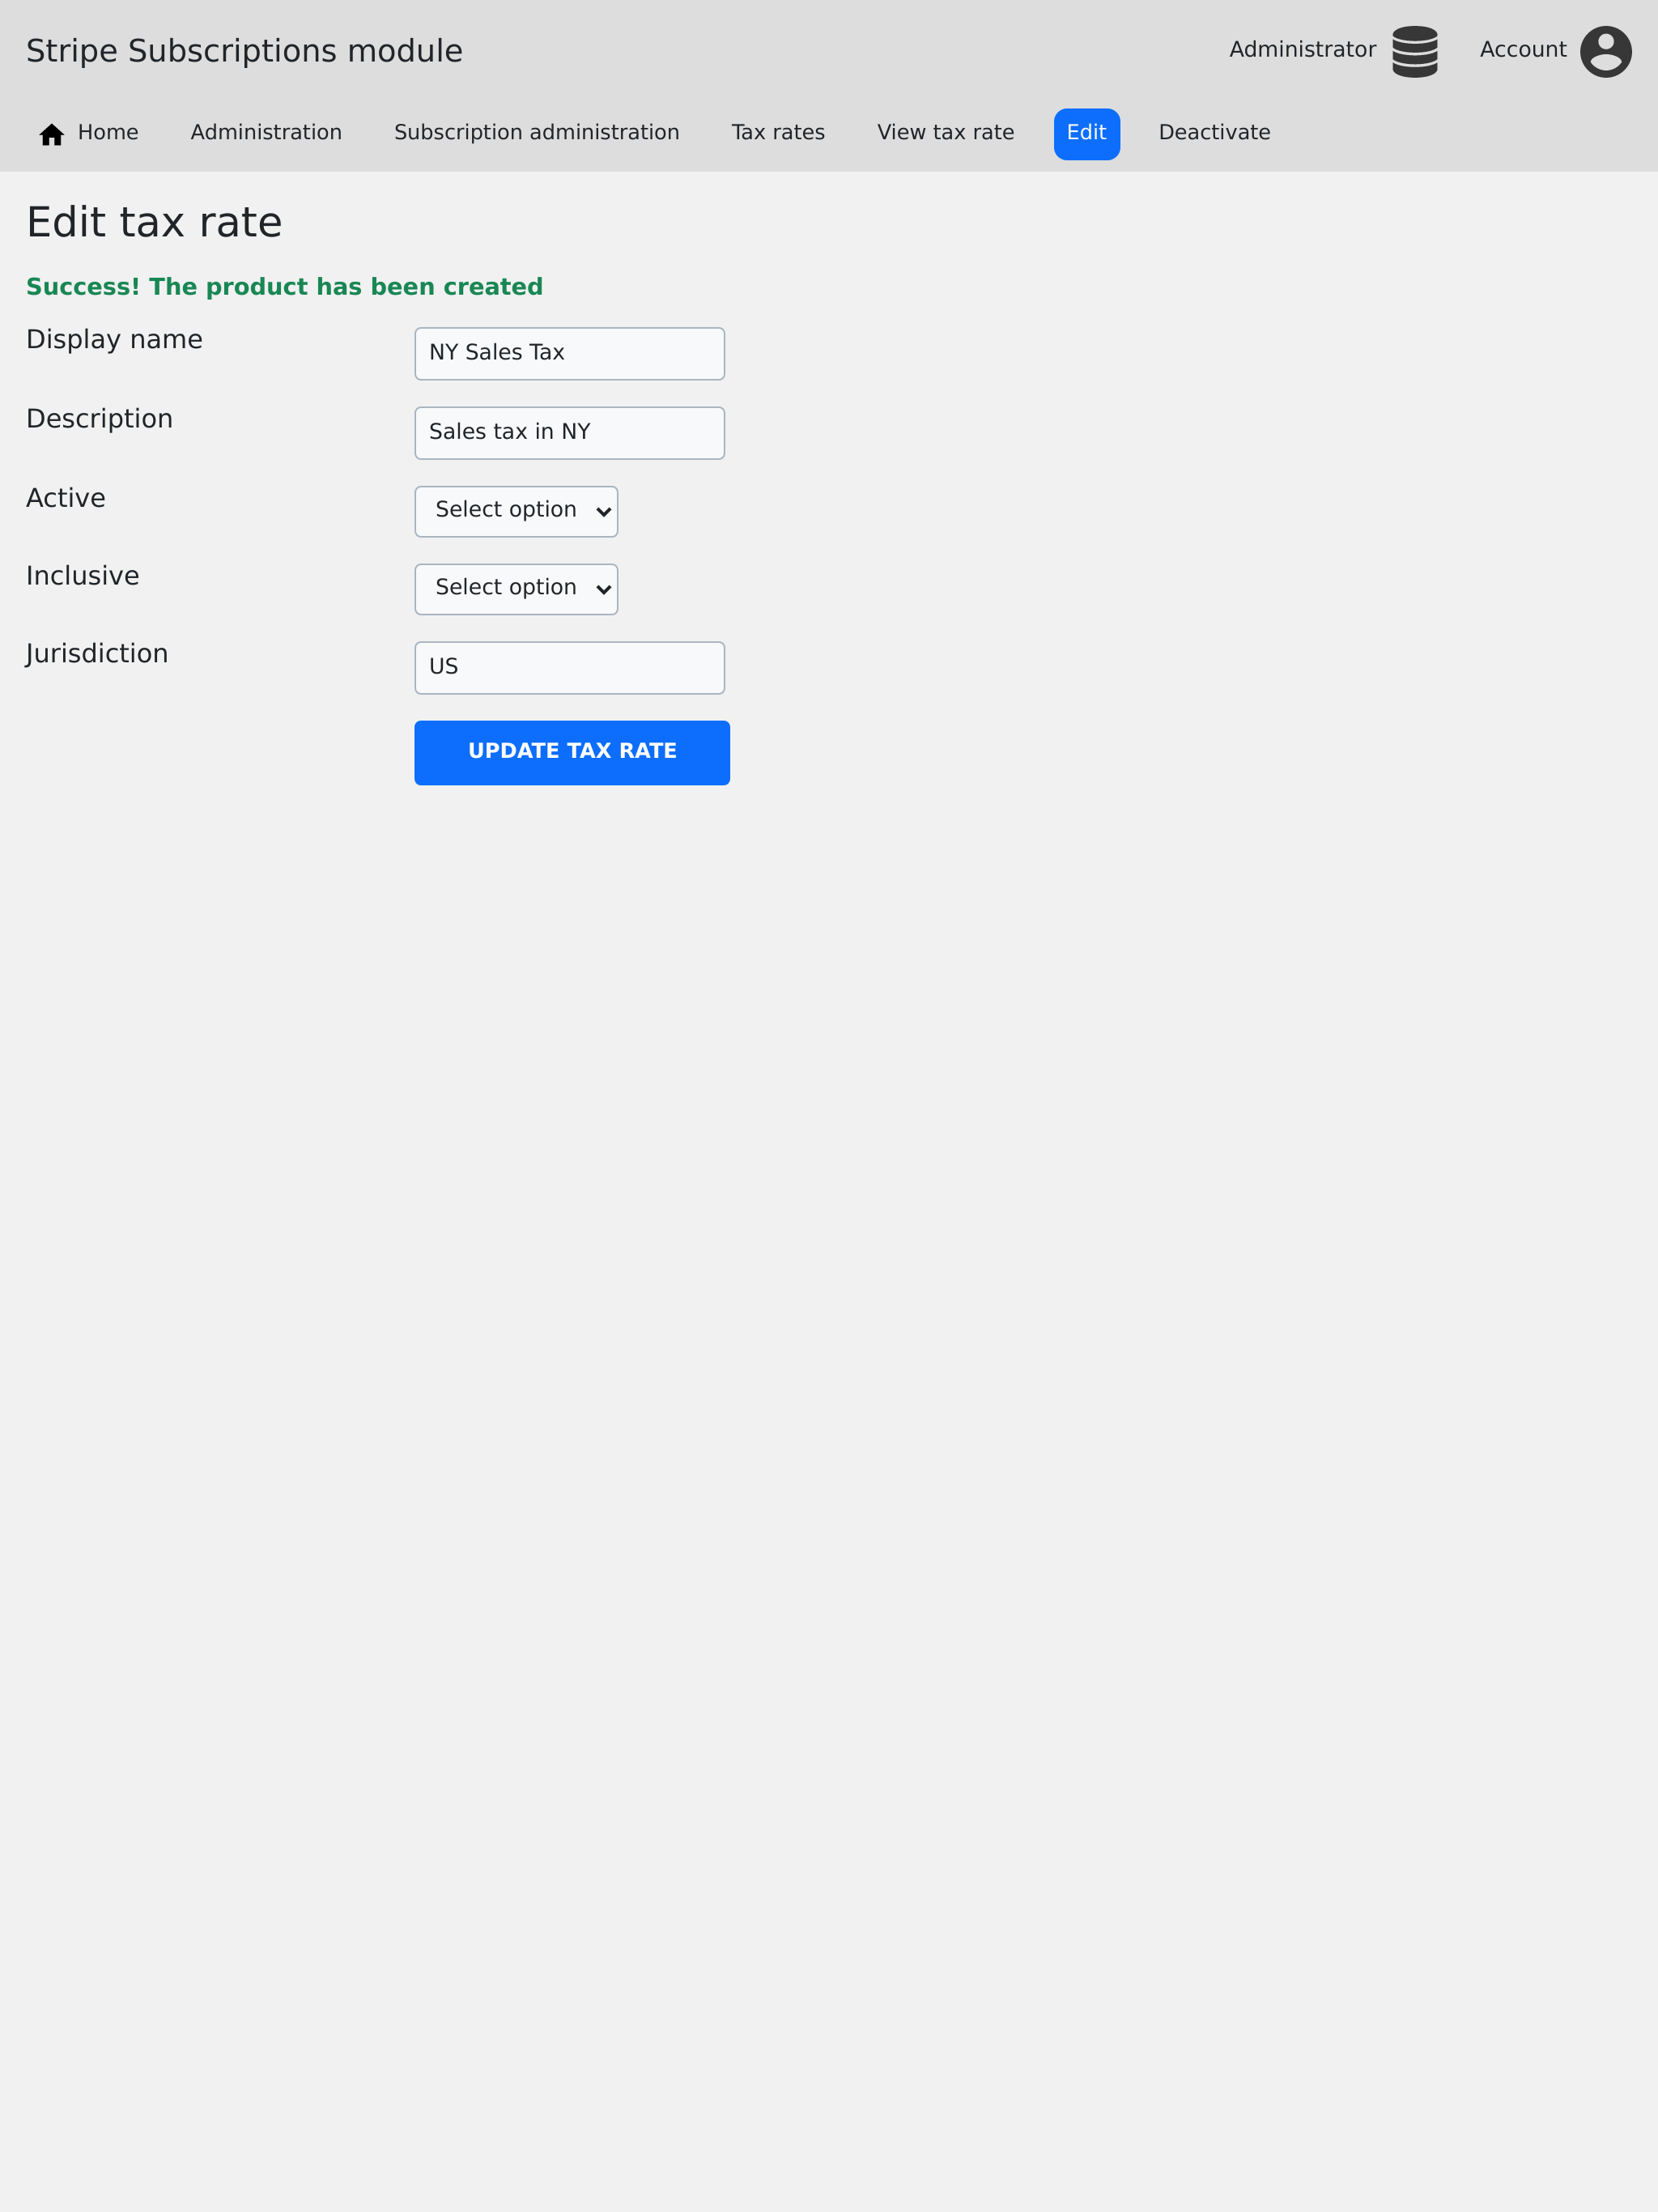 Stripe Subscriptions module
Administrator
Account
Home
Administration
Subscription administration
Tax rates
View tax rate
Edit
Deactivate
Edit tax rate
Success! The product has been created
Display name
NY Sales Tax
Description
Sales tax in NY
Active
Select option
Inclusive
Select option
Jurisdiction
US
UPDATE TAX RATE